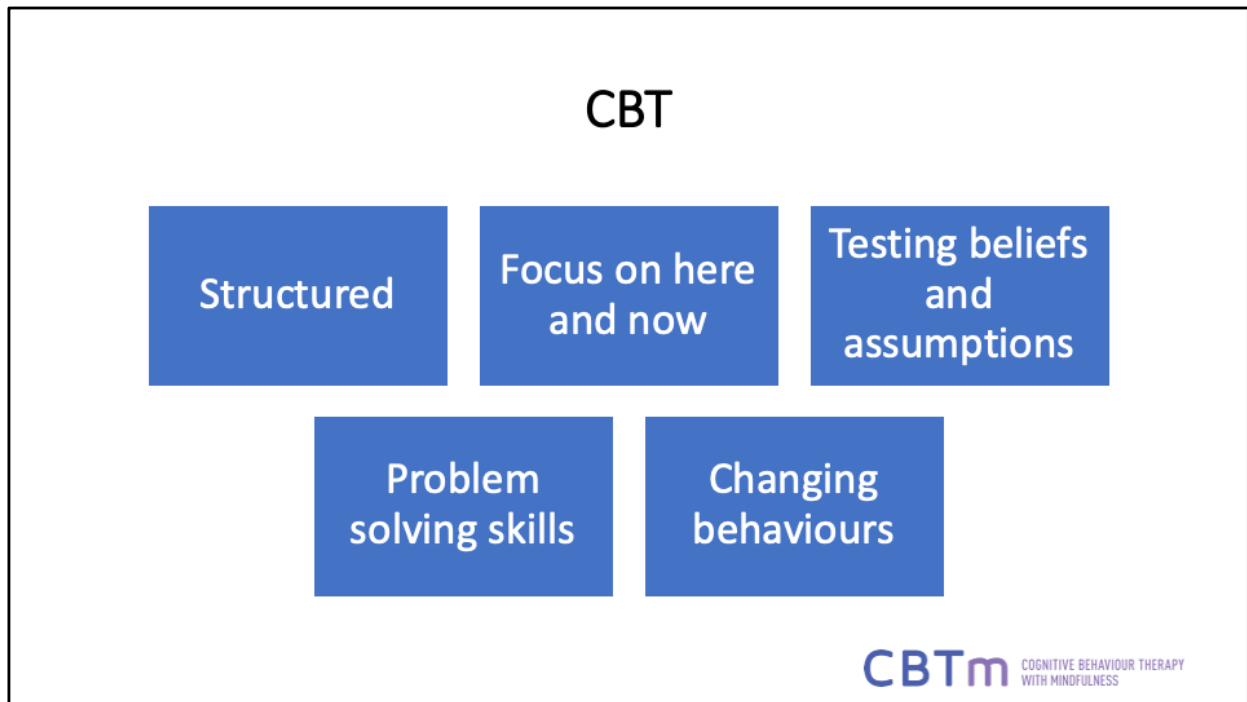 CBT
Structured
Focus on here
and now
Testing beliefs
and
assumptions
Problem
solving skills
Changing
behaviours
CBTm
COGNITIVE BEHAVIOUR THERAPY
WITH MINDFULNESS